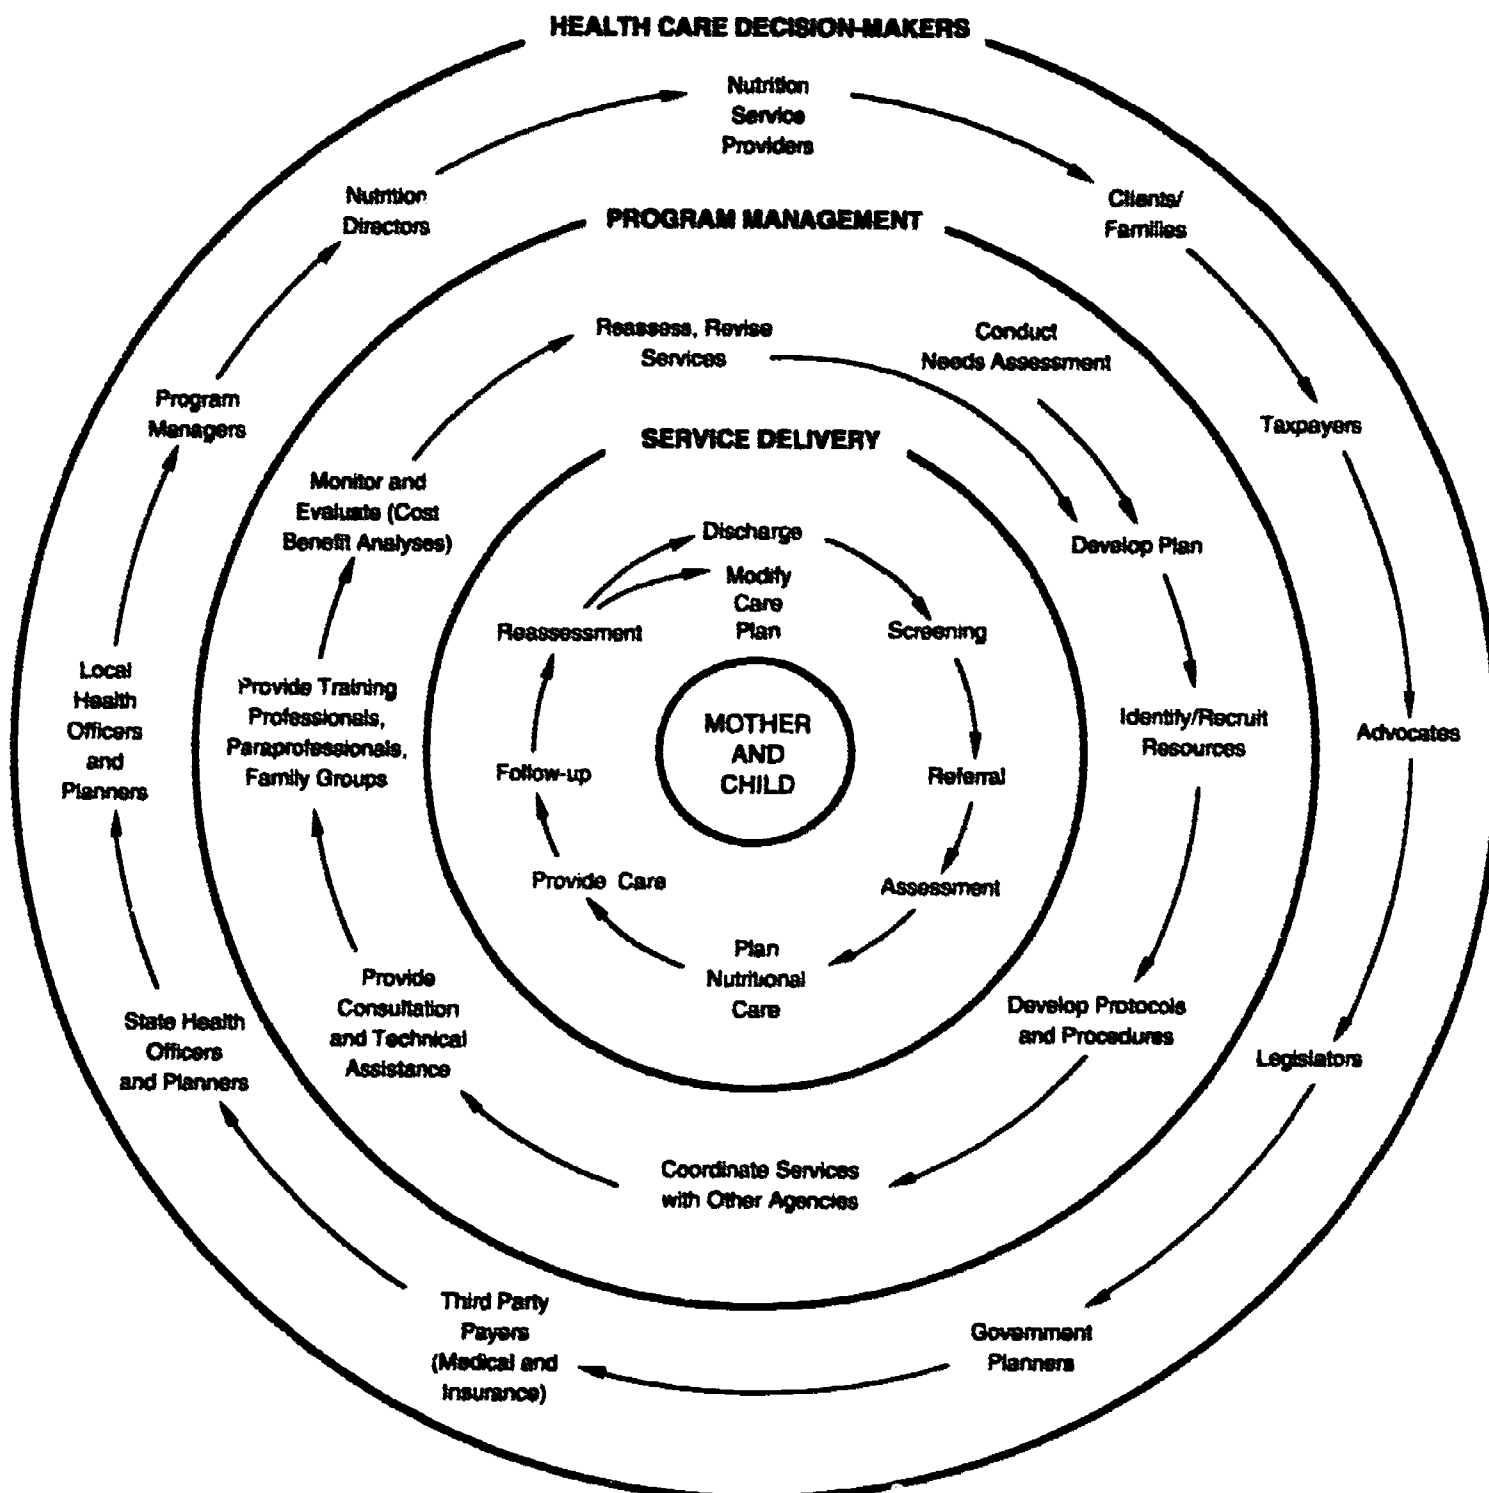 HEALTH CARE DECISION-MAKERS
Nutrition
Service
Providers
Clients/
Families
Taxpayers
Advocates
Legislators
Government
Planners
Third Party
Payers
(Medical and
Insurance)
State Health
Officers
and Planners
Local
Health
Officers
and
Planners
Program
Managers
Nutrition
Directors
PROGRAM MANAGEMENT
Conduct
Needs Assessment
Develop Plan
Identify/Recruit
Resources
Develop Protocols
and Procedures
Coordinate Services
with Other Agencies
Provide
Consultation
and Technical
Assistance
Provide Training
Professionals,
Paraprofessionals,
Family Groups
Monitor and
Evaluate (Cost
Benefit Analyses)
Reassess, Revise
Services
SERVICE DELIVERY
Discharge
Modify
Care
Plan
Screening
Referral
Assessment
Plan
Nutritional
Care
Provide Care
Follow-up
Reassessment
MOTHER
AND
CHILD